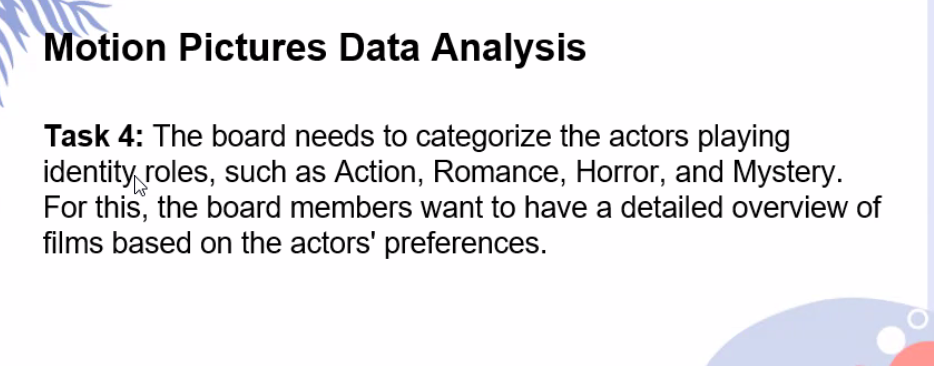 Motion Pictures Data Analysis
Task 4: The board needs to categorize the actors playing
identity roles, such as Action, Romance, Horror, and Mystery.
For this, the board members want to have a detailed overview of
films based on the actors' preferences.